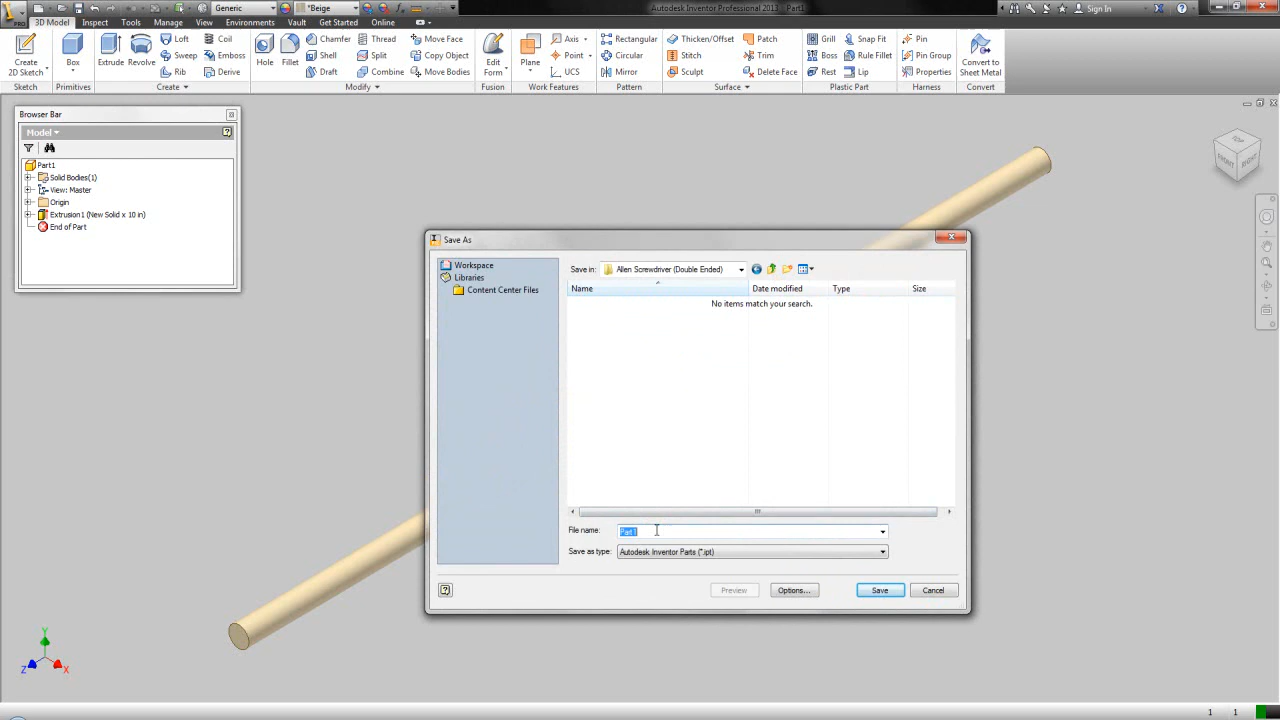 PRO
Generic
*Beige
Autodesk Inventor Professional 2013 Part1
Sign In
3D Model Inspect Tools Manage View Environments Vault Get Started Online
Create 2D Sketch
Sketch
Box
Primitives
Extrude Revolve
Loft Coil
Sweep Emboss
Rib Derive
Create
Hole Fillet
Chamfer Thread Move Face
Shell Split Copy Object
Draft Combine Move Bodies
Modify
Edit Form
Fusion
Plane
Axis
Point
UCS
Work Features
Rectangular
Circular
Mirror
Pattern
Thicken/Offset Patch
Stitch Trim
Sculpt Delete Face
Surface
Grill Snap Fit
Boss Rule Fillet
Rest Lip
Plastic Part
Pin
Pin Group
Properties
Harness
Convert to Sheet Metal
Convert
Browser Bar
Model
Part1
Solid Bodies(1)
View: Master
Origin
Extrusion1 (New Solid x 10 in)
End of Part
TOP
FRONT
RIGHT
Save As
Workspace
Libraries
Content Center Files
Save in: Allen Screwdriver (Double Ended)
Name Date modified Type Size
No items match your search.
File name: Part1
Save as type: Autodesk Inventor Parts (*.ipt)
Preview Options... Save Cancel
Y
Z X
1 1